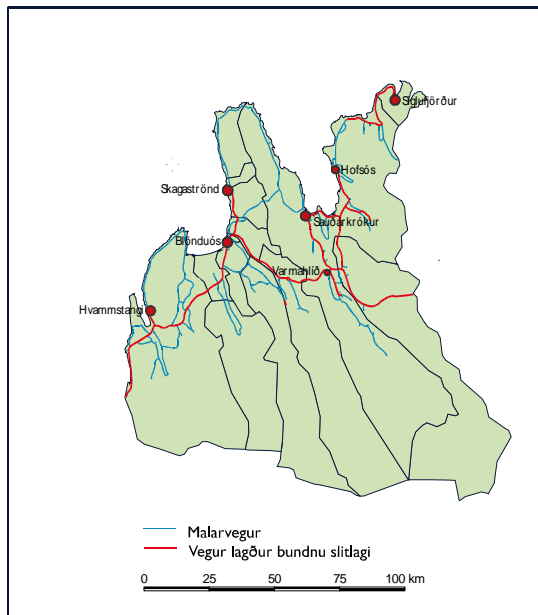 Siglufjörður
Hofsós
Skagaströnd
Sauðárkrókur
Blönduós
Varmahlíð
Hvammstangi
Malarvegur
Vegur lagður bundnu slitlagi
0 25 50 75 100 km